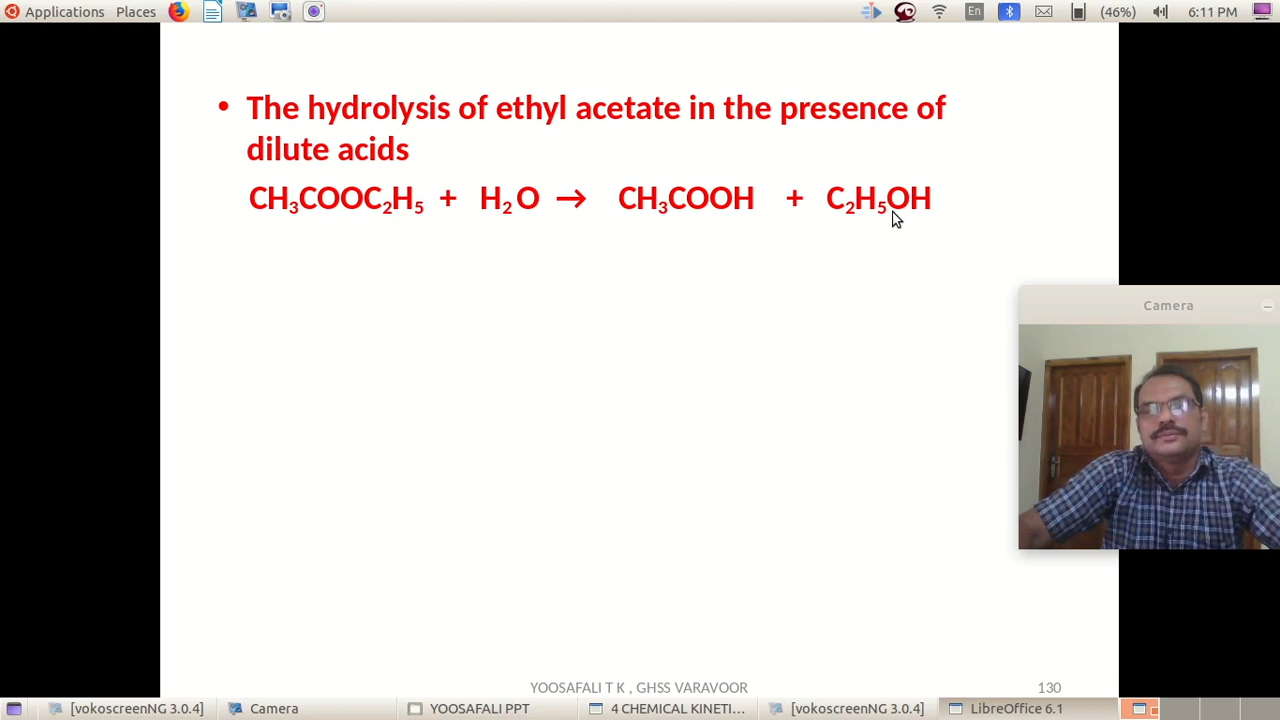 Applications Places En (46%) 6:11 PM
• The hydrolysis of ethyl acetate in the presence of
dilute acids
CH₃COOC₂H₅ + H₂O → CH₃COOH + C₂H₅OH
Camera
YOOSAFALI T K , GHSS VARAVOOR 130
[vokoscreenNG 3.0.4] Camera YOOSAFALI PPT 4 CHEMICAL KINETI... [vokoscreenNG 3.0.4] LibreOffice 6.1